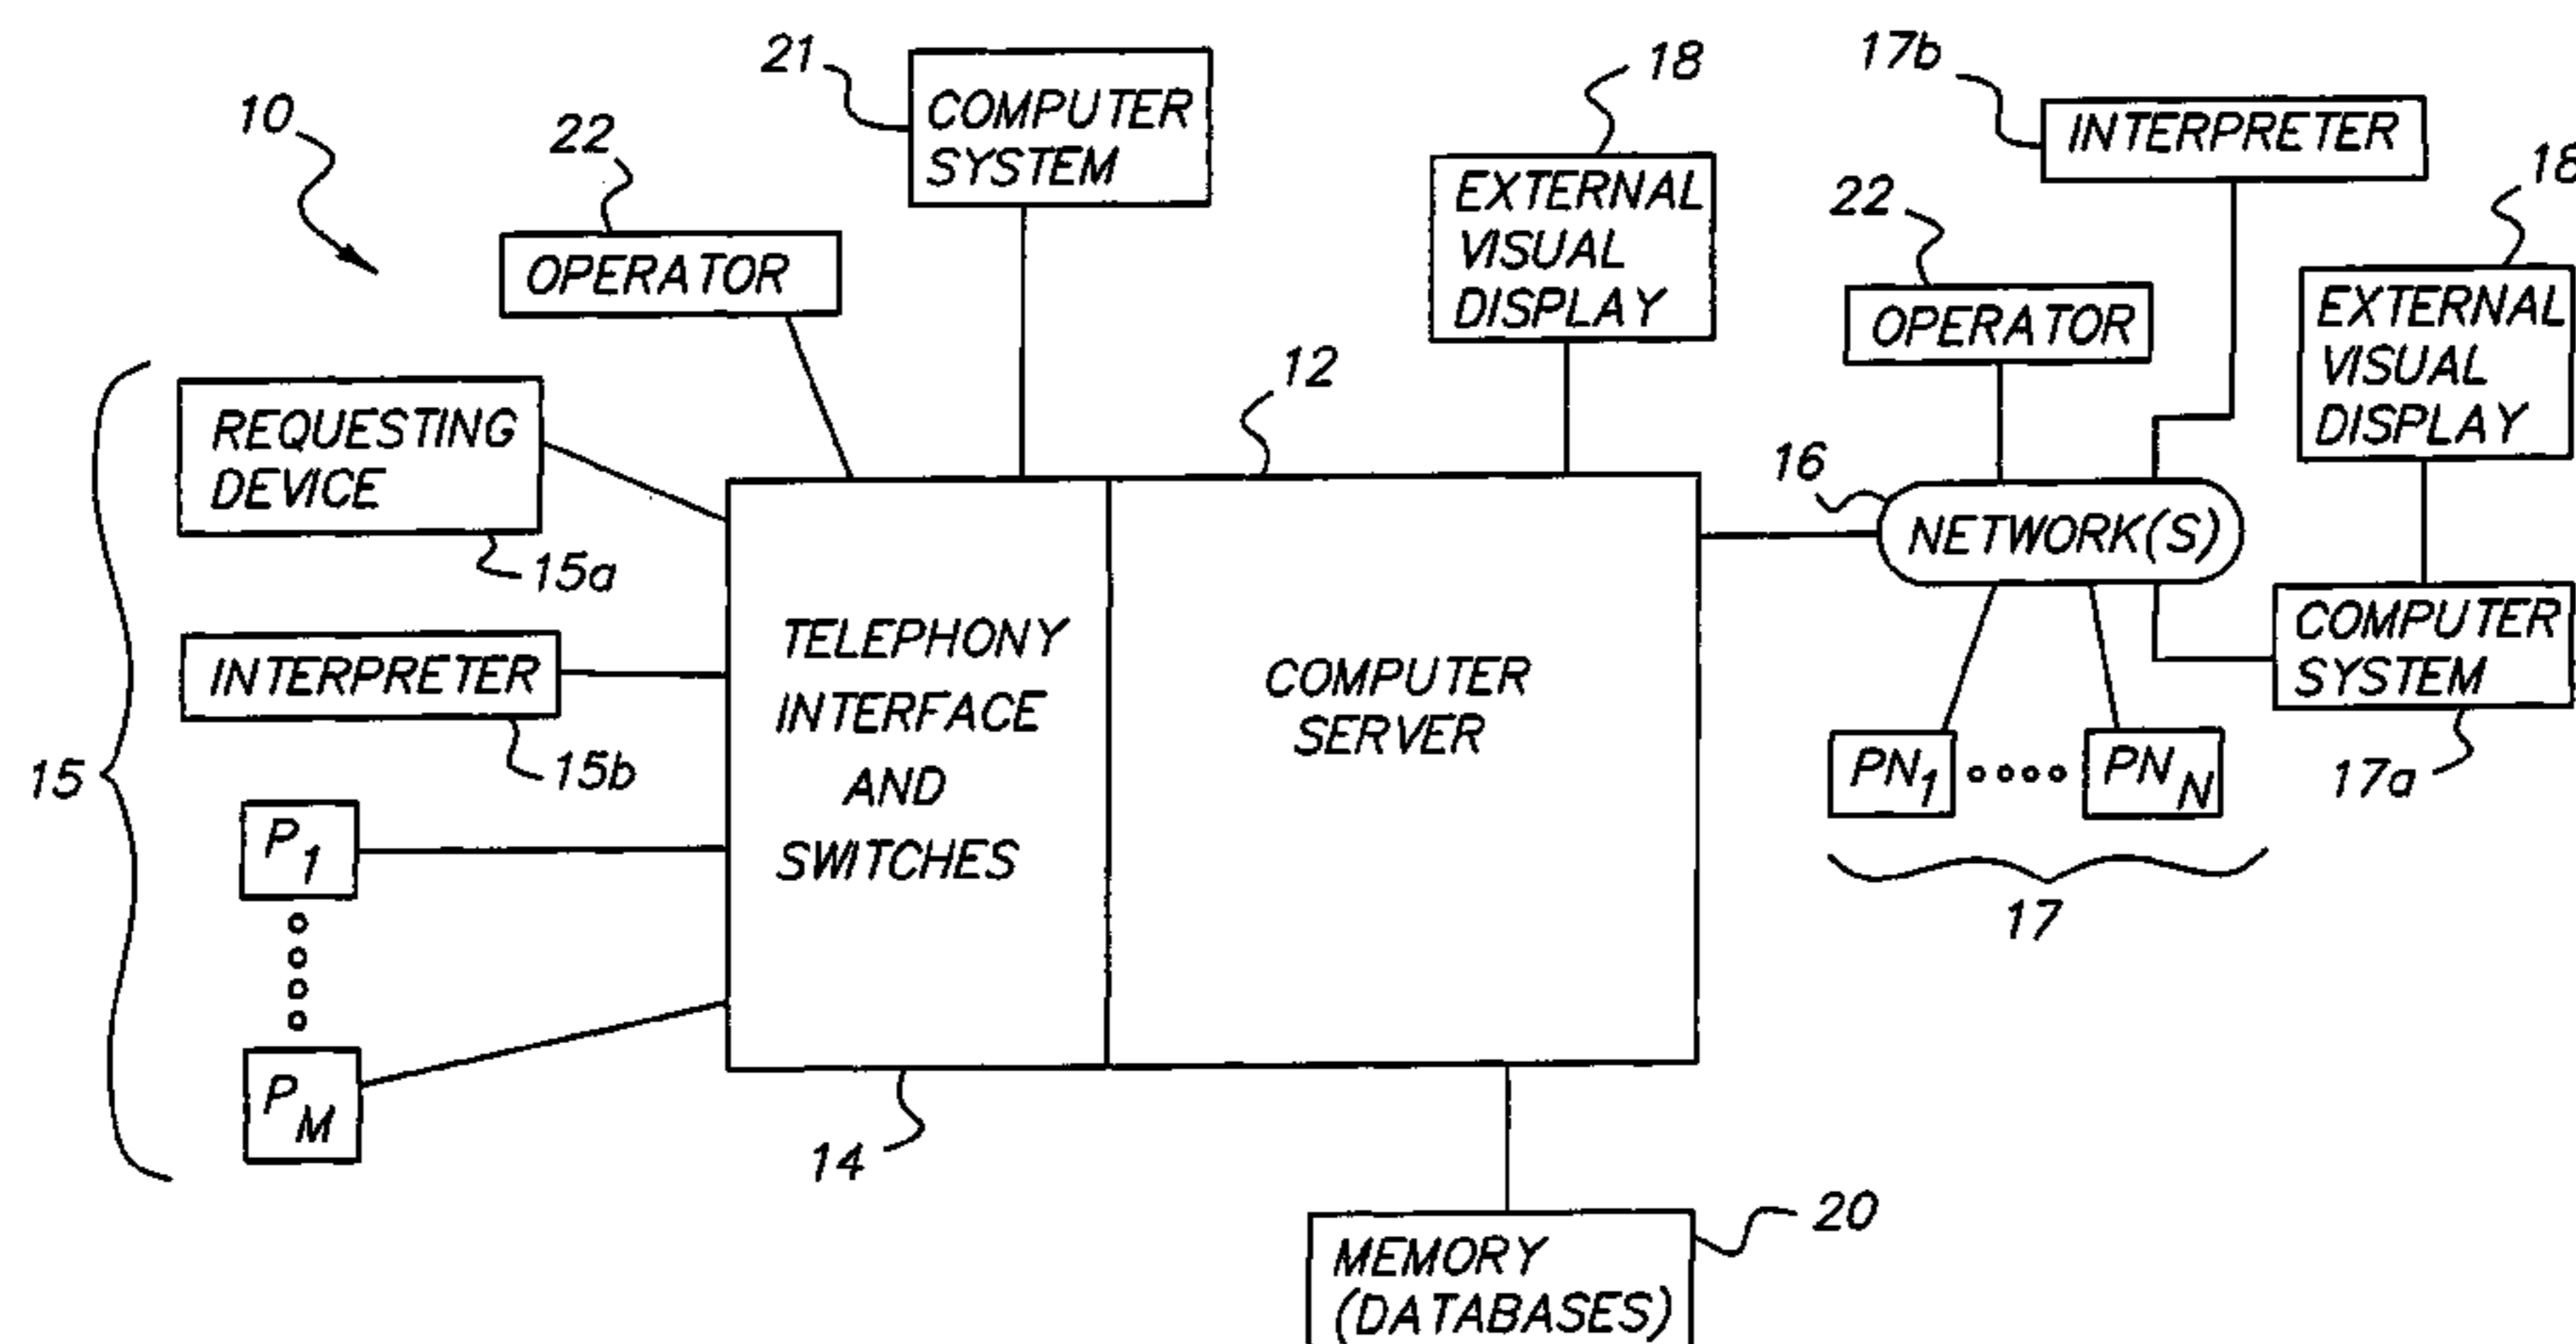 10
22
OPERATOR
21
COMPUTER
SYSTEM
18
EXTERNAL
VISUAL
DISPLAY
17b
INTERPRETER
22
OPERATOR
18
EXTERNAL
VISUAL
DISPLAY
15
REQUESTING
DEVICE
15a
INTERPRETER
15b
P1
PM
12
TELEPHONY
INTERFACE
AND
SWITCHES
14
COMPUTER
SERVER
16
NETWORK(S)
COMPUTER
SYSTEM
17a
PN1
PNN
17
20
MEMORY
(DATABASES)